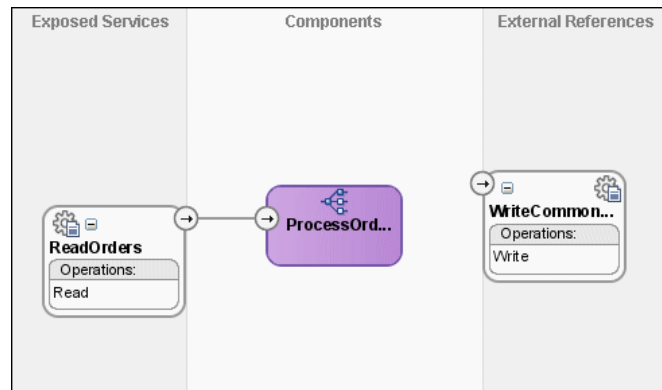 Exposed Services
Components
External References
ReadOrders
Operations:
Read
ProcessOrd...
WriteCommon...
Operations:
Write